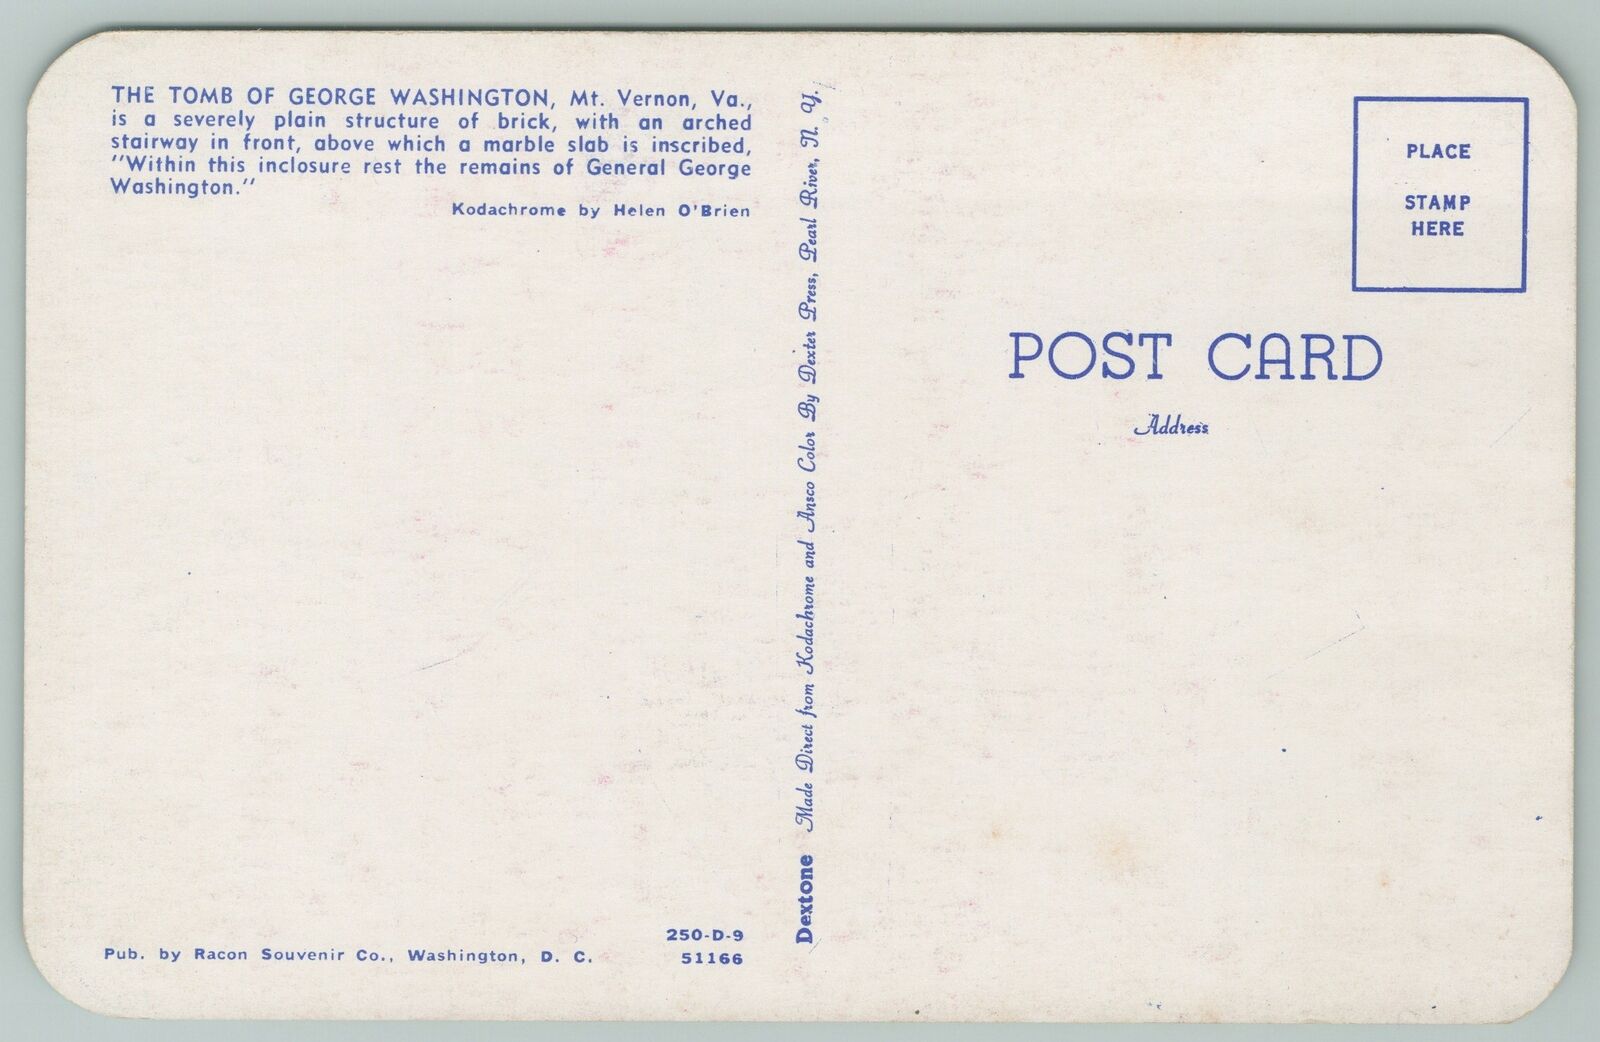 THE TOMB OF GEORGE WASHINGTON, Mt. Vernon, Va.,
is a severely plain structure of brick, with an arched
stairway in front, above which a marble slab is inscribed,
"Within this inclosure rest the remains of General George
Washington."
Kodachrome by Helen O'Brien
250-D-9
Pub. by Racon Souvenir Co., Washington, D. C.
51166
Dextone Made Direct from Kodachrome and Ansco Color By Dexter Press, Pearl River, N. Y.
PLACE
STAMP
HERE
POST CARD
Address